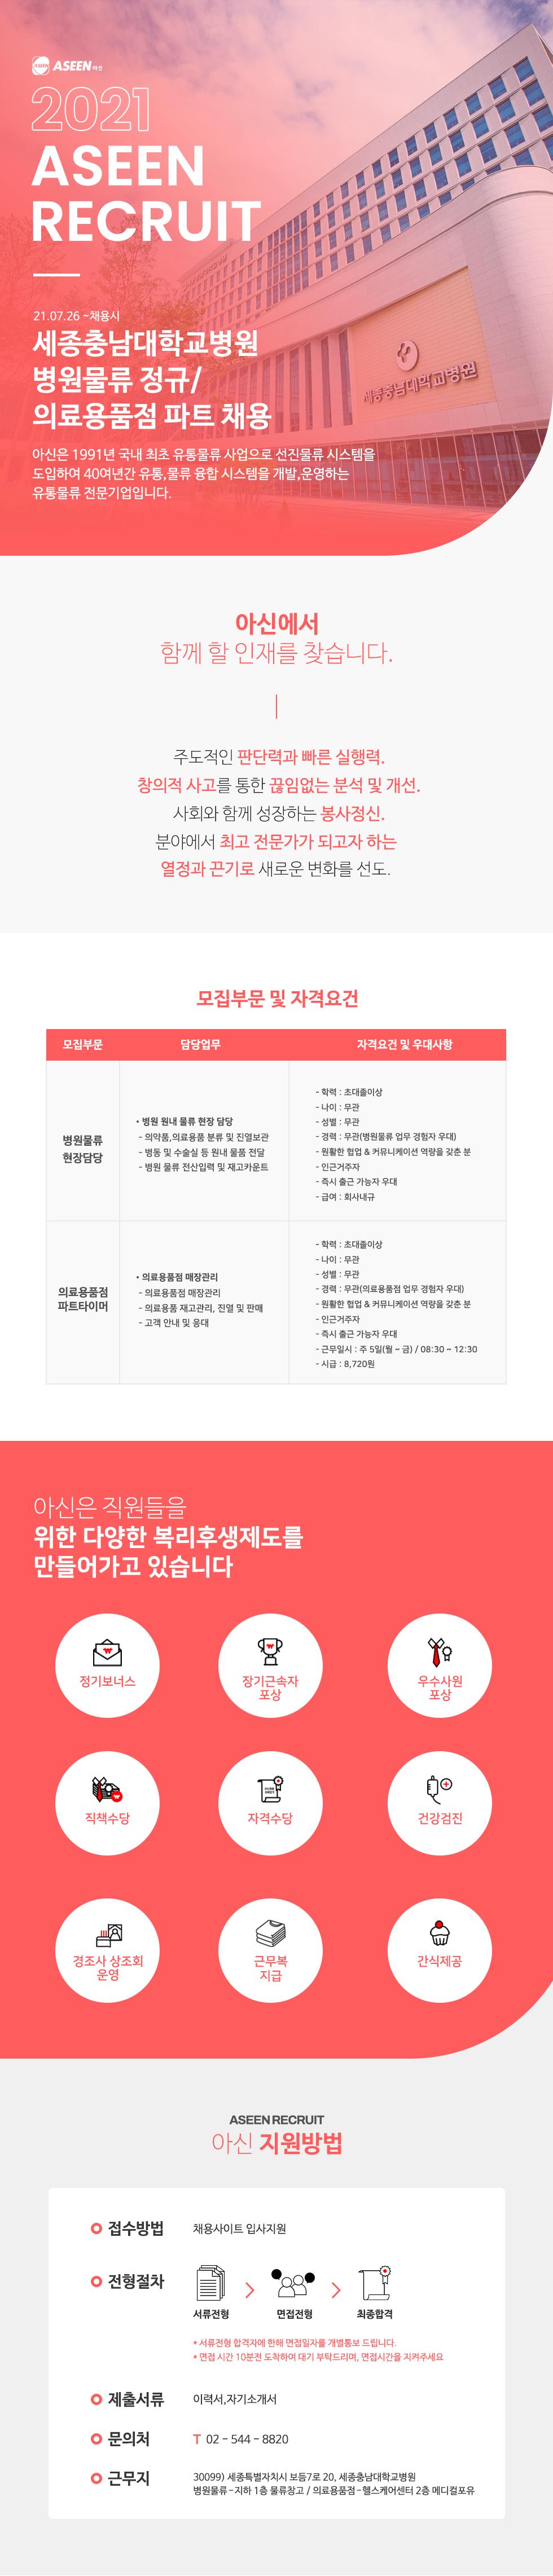 ASEEN 아신
2021
ASEEN
RECRUIT
21.07.26 ~채용시
세종충남대학교병원
병원물류 정규/
의료용품점 파트 채용
아신은 1991년 국내 최초 유통물류 사업으로 선진물류 시스템을
도입하여 40여년간 유통,물류 융합 시스템을 개발,운영하는
유통물류 전문기업입니다.
세종충남대학교병원
아신에서
함께 할 인재를 찾습니다.
주도적인 판단력과 빠른 실행력.
창의적 사고를 통한 끊임없는 분석 및 개선.
사회와 함께 성장하는 봉사정신.
분야에서 최고 전문가가 되고자 하는
열정과 끈기로 새로운 변화를 선도.
모집부문 및 자격요건
모집부문 담당업무 자격요건 및 우대사항
병원물류
현장담당
• 병원 원내 물류 현장 담당
- 의약품,의료용품 분류 및 진열보관
- 병동 및 수술실 등 원내 물품 전달
- 병원 물류 전산입력 및 재고카운트
- 학력 : 초대졸이상
- 나이 : 무관
- 성별 : 무관
- 경력 : 무관(병원물류 업무 경험자 우대)
- 원활한 협업 & 커뮤니케이션 역량을 갖춘 분
- 인근거주자
- 즉시 출근 가능자 우대
- 급여 : 회사내규
의료용품점
파트타이머
• 의료용품점 매장관리
- 의료용품점 매장관리
- 의료용품 재고관리, 진열 및 판매
- 고객 안내 및 응대
- 학력 : 초대졸이상
- 나이 : 무관
- 성별 : 무관
- 경력 : 무관(의료용품점 업무 경험자 우대)
- 원활한 협업 & 커뮤니케이션 역량을 갖춘 분
- 인근거주자
- 즉시 출근 가능자 우대
- 근무일시 : 주 5일(월 ~ 금) / 08:30 ~ 12:30
- 시급 : 8,720원
아신은 직원들을
위한 다양한 복리후생제도를
만들어가고 있습니다
정기보너스
장기근속자
포상
우수사원
포상
직책수당
자격수당
건강검진
경조사 상조회
운영
근무복
지급
간식제공
ASEEN RECRUIT
아신 지원방법
접수방법 채용사이트 입사지원
전형절차
서류전형 > 면접전형 > 최종합격
* 서류전형 합격자에 한해 면접일자를 개별통보 드립니다.
* 면접 시간 10분전 도착하여 대기 부탁드리며, 면접시간을 지켜주세요
제출서류 이력서,자기소개서
문의처 T 02 - 544 - 8820
근무지 30099) 세종특별자치시 보듬7로 20, 세종충남대학교병원
병원물류-지하 1층 물류창고 / 의료용품점-헬스케어센터 2층 메디컬포유